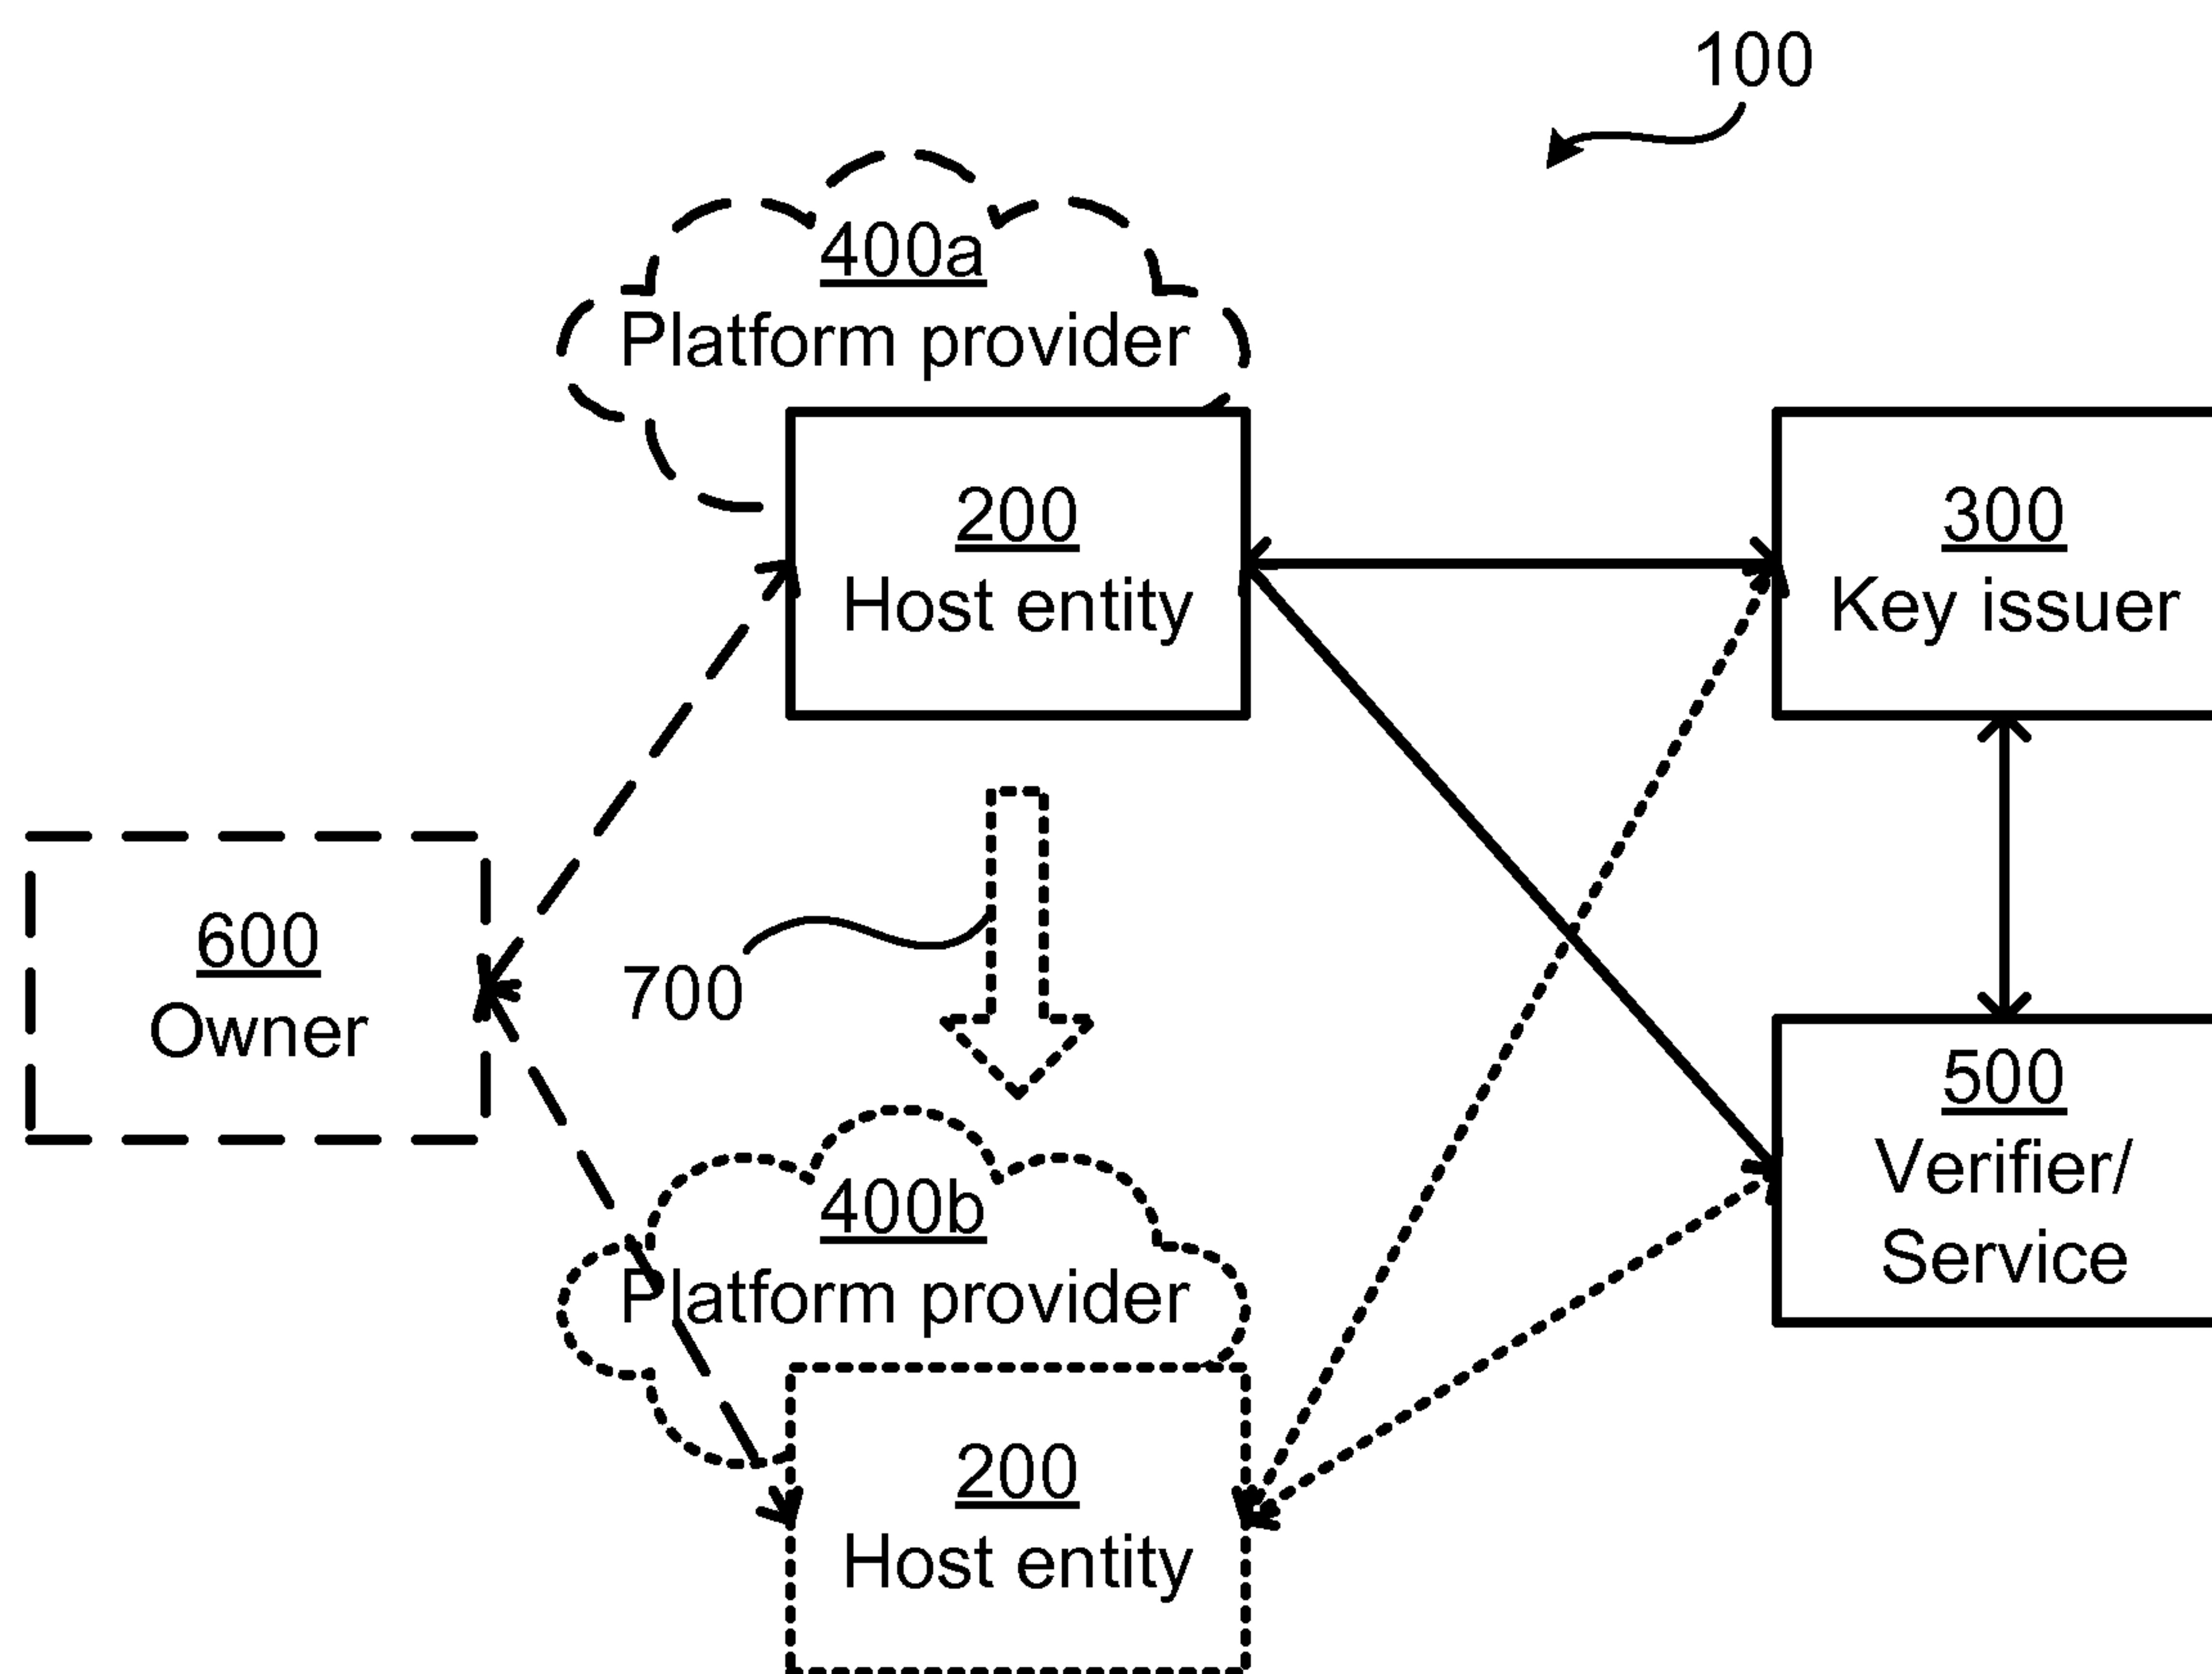 100
400a
Platform provider
200
Host entity
300
Key issuer
600
Owner
700
500
Verifier/
Service
400b
Platform provider
200
Host entity